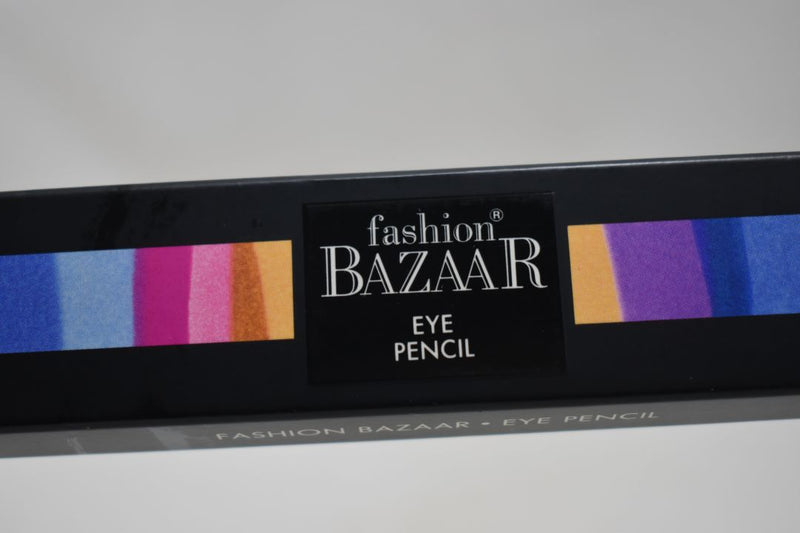 fashion®
BAZAAR
EYE
PENCIL
FASHION BAZAAR • EYE PENCIL